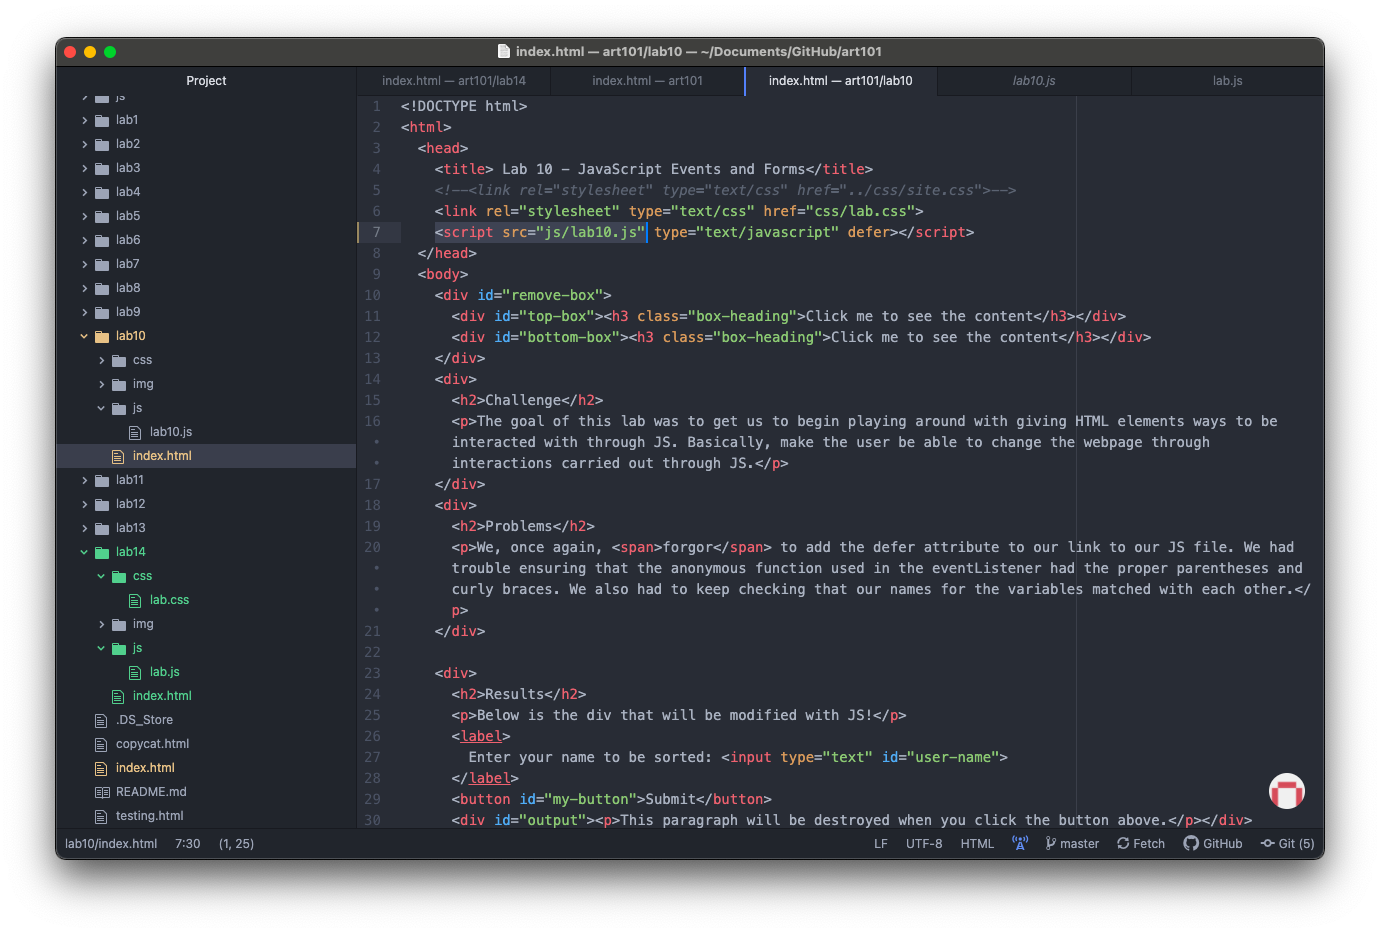 index.html — art101/lab10 — ~/Documents/GitHub/art101
Project
index.html — art101/lab14
index.html — art101
index.html — art101/lab10
lab10.js
lab.js
js
lab1
lab2
lab3
lab4
lab5
lab6
lab7
lab8
lab9
lab10
css
img
js
lab10.js
index.html
lab11
lab12
lab13
lab14
css
lab.css
img
js
lab.js
index.html
.DS_Store
copycat.html
index.html
README.md
testing.html
1 <!DOCTYPE html>
2 <html>
3 <head>
4 <title> Lab 10 - JavaScript Events and Forms</title>
5 <!--<link rel="stylesheet" type="text/css" href="../css/site.css">-->
6 <link rel="stylesheet" type="text/css" href="css/lab.css">
7 <script src="js/lab10.js" type="text/javascript" defer></script>
8 </head>
9 <body>
10 <div id="remove-box">
11 <div id="top-box"><h3 class="box-heading">Click me to see the content</h3></div>
12 <div id="bottom-box"><h3 class="box-heading">Click me to see the content</h3></div>
13 </div>
14 <div>
15 <h2>Challenge</h2>
16 <p>The goal of this lab was to get us to begin playing around with giving HTML elements ways to be
• interacted with through JS. Basically, make the user be able to change the webpage through
• interactions carried out through JS.</p>
17 </div>
18 <div>
19 <h2>Problems</h2>
20 <p>We, once again, <span>forgor</span> to add the defer attribute to our link to our JS file. We had
• trouble ensuring that the anonymous function used in the eventListener had the proper parentheses and
• curly braces. We also had to keep checking that our names for the variables matched with each other.</
• p>
21 </div>
22
23 <div>
24 <h2>Results</h2>
25 <p>Below is the div that will be modified with JS!</p>
26 <label>
27 Enter your name to be sorted: <input type="text" id="user-name">
28 </label>
29 <button id="my-button">Submit</button>
30 <div id="output"><p>This paragraph will be destroyed when you click the button above.</p></div>
lab10/index.html 7:30 (1, 25)
LF UTF-8 HTML master Fetch GitHub Git (5)